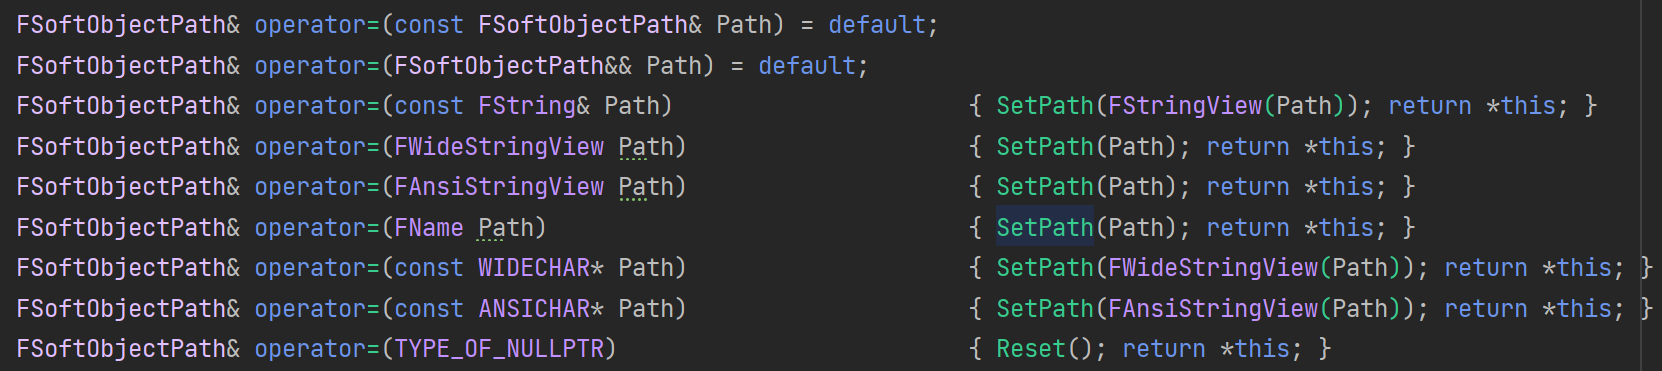 FSoftObjectPath& operator=(const FSoftObjectPath& Path) = default;
FSoftObjectPath& operator=(FSoftObjectPath&& Path) = default;
FSoftObjectPath& operator=(const FString& Path) { SetPath(FStringView(Path)); return *this; }
FSoftObjectPath& operator=(FWideStringView Path) { SetPath(Path); return *this; }
FSoftObjectPath& operator=(FAnsiStringView Path) { SetPath(Path); return *this; }
FSoftObjectPath& operator=(FName Path) { SetPath(Path); return *this; }
FSoftObjectPath& operator=(const WIDECHAR* Path) { SetPath(FWideStringView(Path)); return *this; }
FSoftObjectPath& operator=(const ANSICHAR* Path) { SetPath(FAnsiStringView(Path)); return *this; }
FSoftObjectPath& operator=(TYPE_OF_NULLPTR) { Reset(); return *this; }